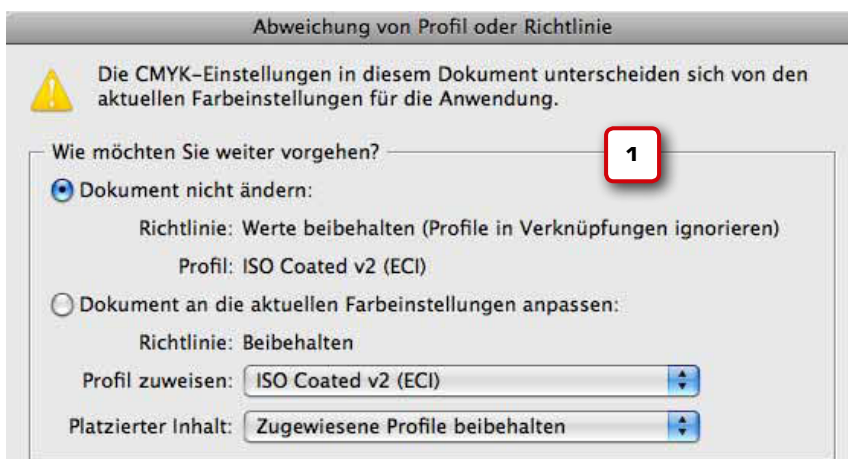 Abweichung von Profil oder Richtlinie
Die CMYK-Einstellungen in diesem Dokument unterscheiden sich von den
aktuellen Farbeinstellungen für die Anwendung.
Wie möchten Sie weiter vorgehen?
1
Dokument nicht ändern:
Richtlinie: Werte beibehalten (Profile in Verknüpfungen ignorieren)
Profil: ISO Coated v2 (ECI)
Dokument an die aktuellen Farbeinstellungen anpassen:
Richtlinie: Beibehalten
Profil zuweisen: ISO Coated v2 (ECI)
Platzierter Inhalt: Zugewiesene Profile beibehalten